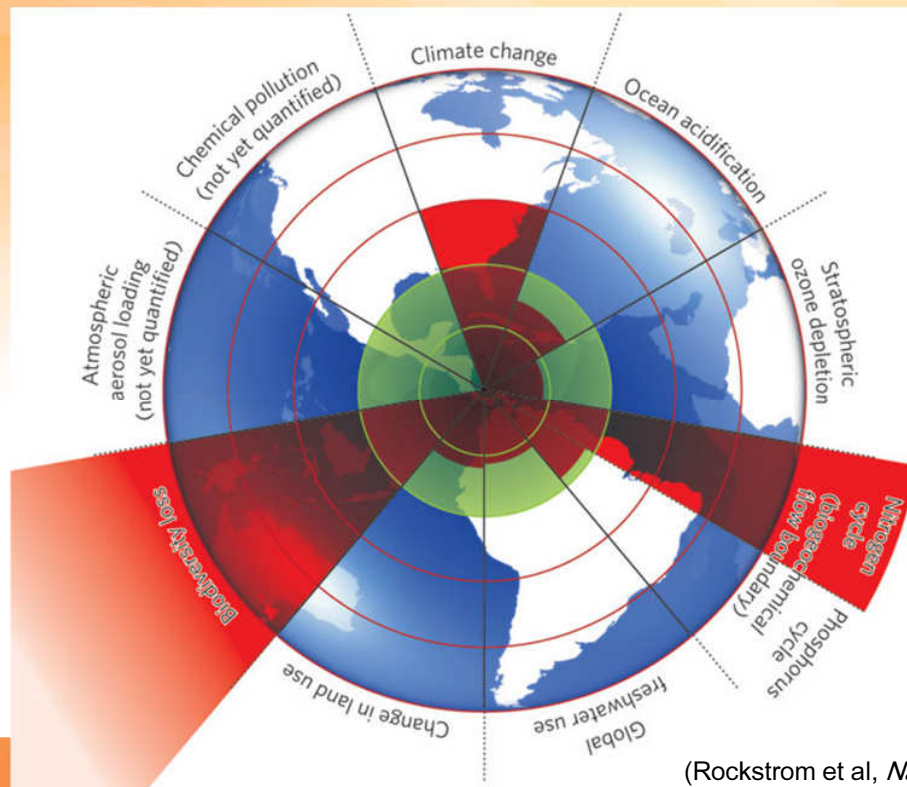 Climate change
Ocean acidification
Stratospheric
ozone depletion
Nitrogen
cycle
(biogeochemical
flow boundary)
Phosphorus
cycle
Global
freshwater use
Change in land use
Biodiversity loss
Atmospheric
aerosol loading
(not yet quantified)
Chemical pollution
(not yet quantified)
(Rockstrom et al,